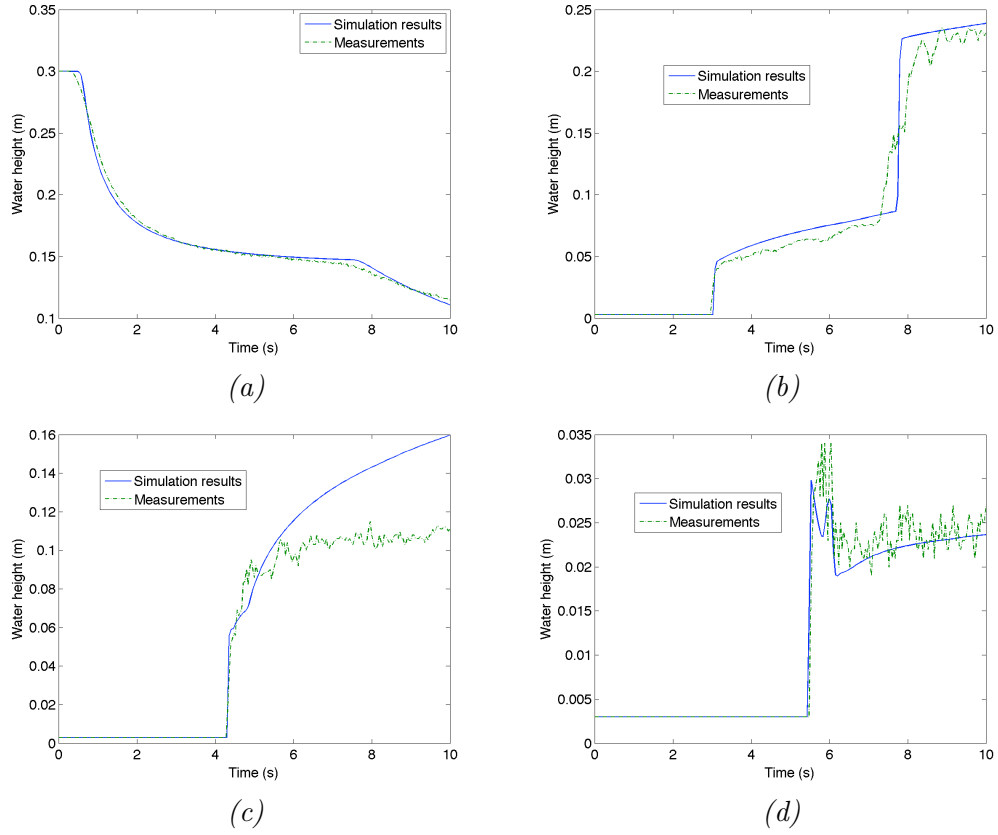 0.35
0.3
0.25
0.2
0.15
0.1
Water height (m)
Simulation results
Measurements
0 2 4 6 8 10
Time (s)
(a)
0.25
0.2
0.15
0.1
0.05
0
Water height (m)
Simulation results
Measurements
0 2 4 6 8 10
Time (s)
(b)
0.16
0.14
0.12
0.1
0.08
0.06
0.04
0.02
0
Water height (m)
Simulation results
Measurements
0 2 4 6 8 10
Time (s)
(c)
0.035
0.03
0.025
0.02
0.015
0.01
0.005
0
Water height (m)
Simulation results
Measurements
0 2 4 6 8 10
Time (s)
(d)